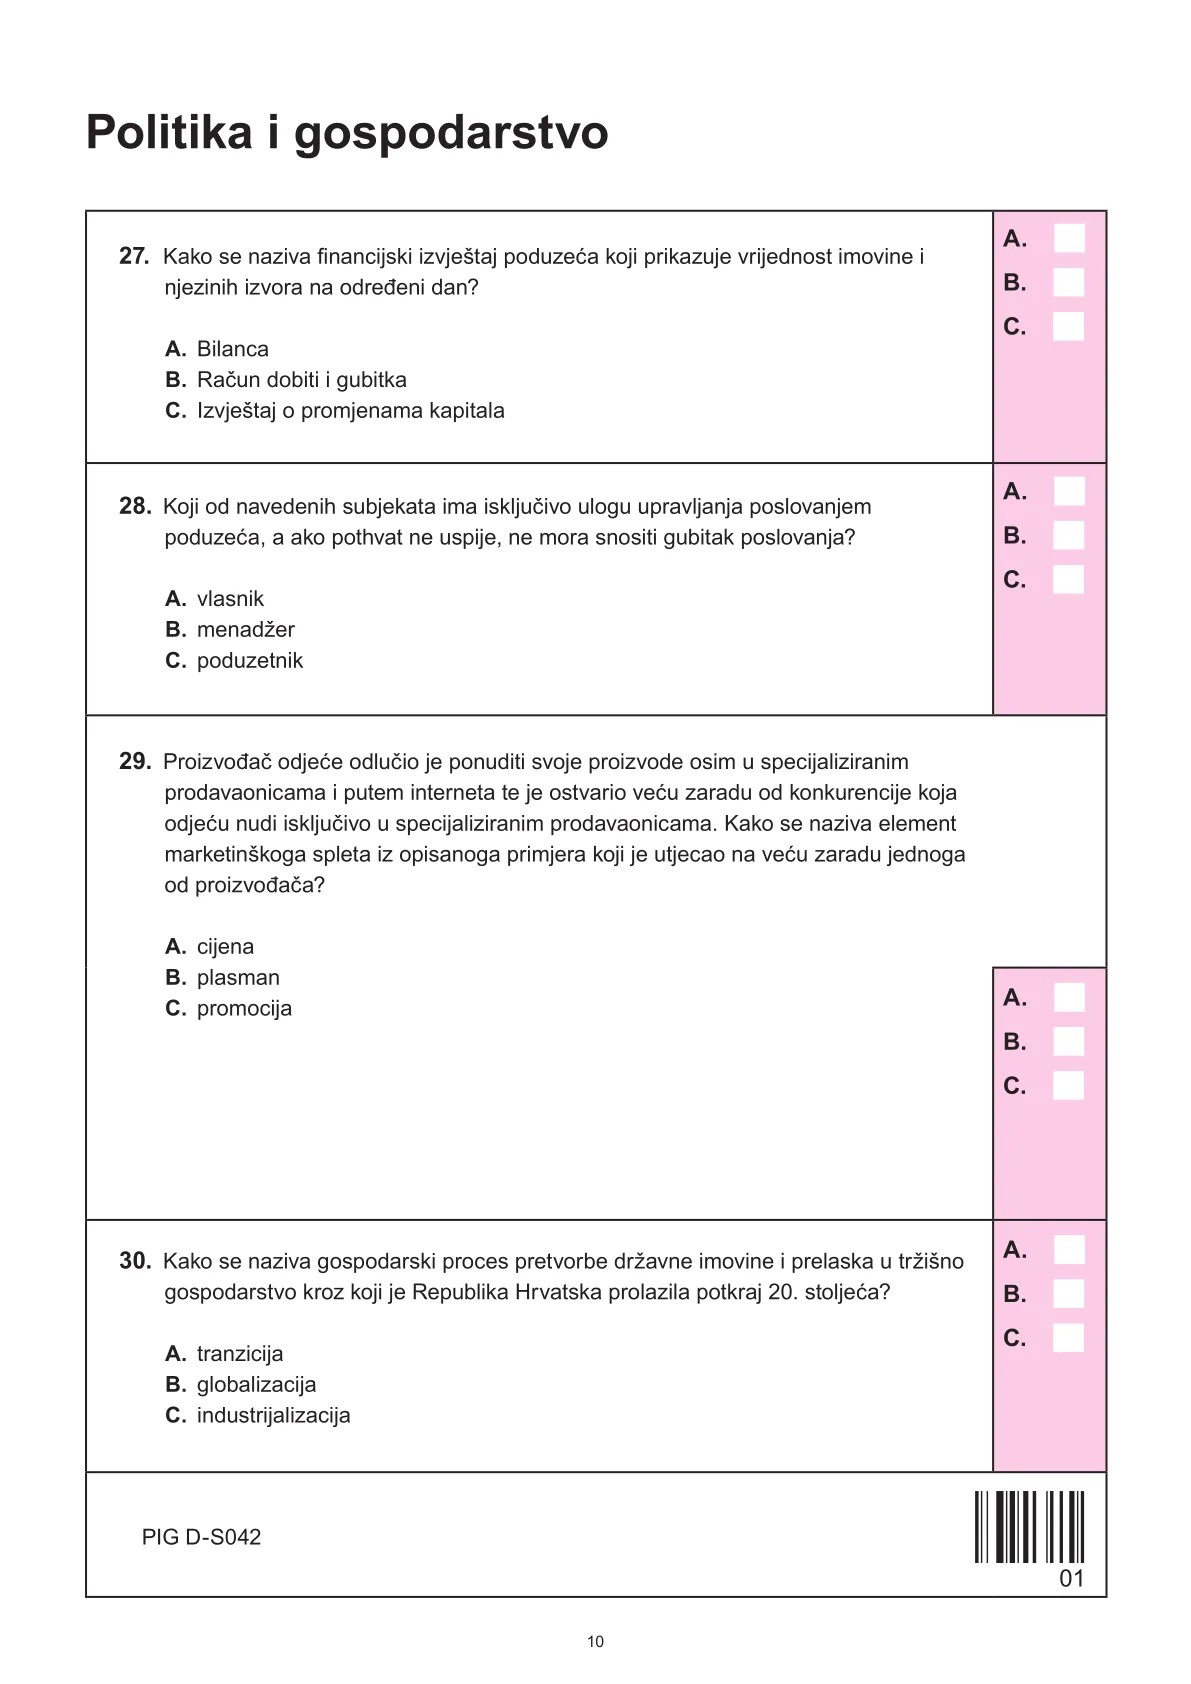 Politika i gospodarstvo
27. Kako se naziva financijski izvještaj poduzeća koji prikazuje vrijednost imovine i
njezinih izvora na određeni dan?
A. Bilanca
B. Račun dobiti i gubitka
C. Izvještaj o promjenama kapitala
A.
B.
C.
28. Koji od navedenih subjekata ima isključivo ulogu upravljanja poslovanjem
poduzeća, a ako pothvat ne uspije, ne mora snositi gubitak poslovanja?
A. vlasnik
B. menadžer
C. poduzetnik
A.
B.
C.
29. Proizvođač odjeće odlučio je ponuditi svoje proizvode osim u specijaliziranim
prodavaonicama i putem interneta te je ostvario veću zaradu od konkurencije koja
odjeću nudi isključivo u specijaliziranim prodavaonicama. Kako se naziva element
marketinškoga spleta iz opisanoga primjera koji je utjecao na veću zaradu jednoga
od proizvođača?
A. cijena
B. plasman
C. promocija
A.
B.
C.
30. Kako se naziva gospodarski proces pretvorbe državne imovine i prelaska u tržišno
gospodarstvo kroz koji je Republika Hrvatska prolazila potkraj 20. stoljeća?
A. tranzicija
B. globalizacija
C. industrijalizacija
A.
B.
C.
PIG D-S042
01
10